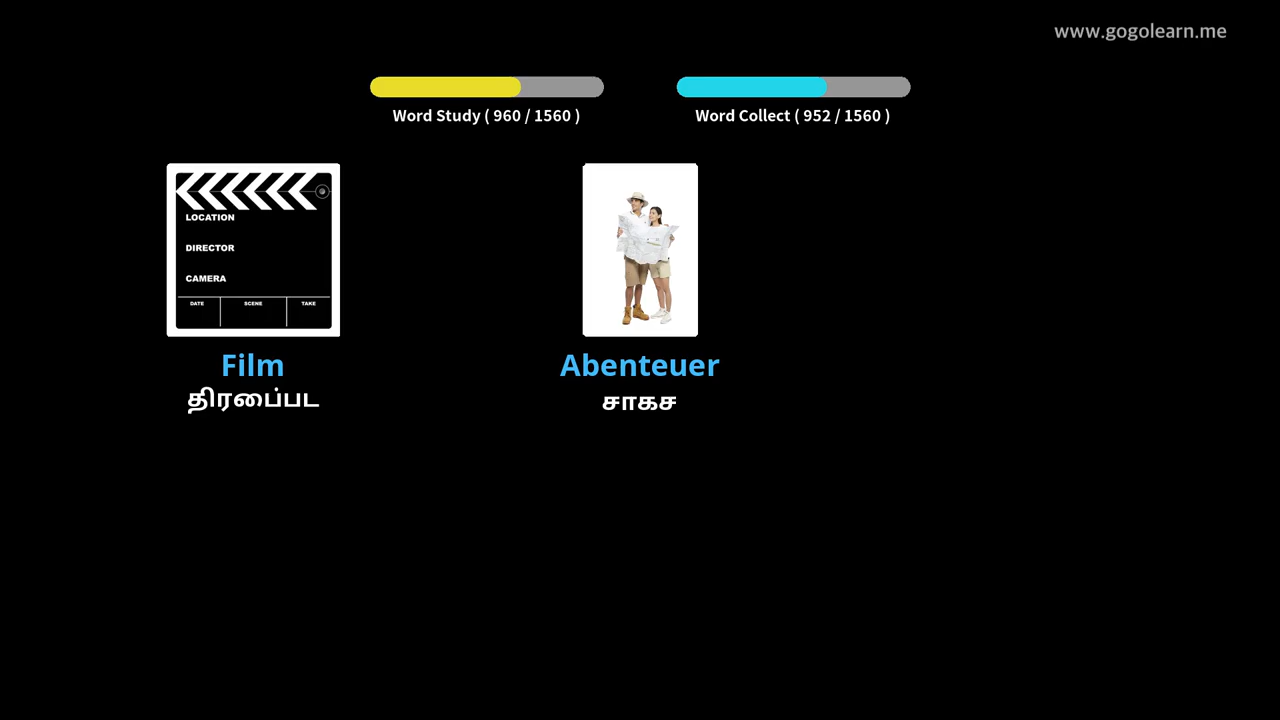 www.gogolearn.me
Word Study ( 960 / 1560 )
Word Collect ( 952 / 1560 )
LOCATION
DIRECTOR
CAMERA
DATE SCENE TAKE
Film
திரைப்பட
Abenteuer
சாகச